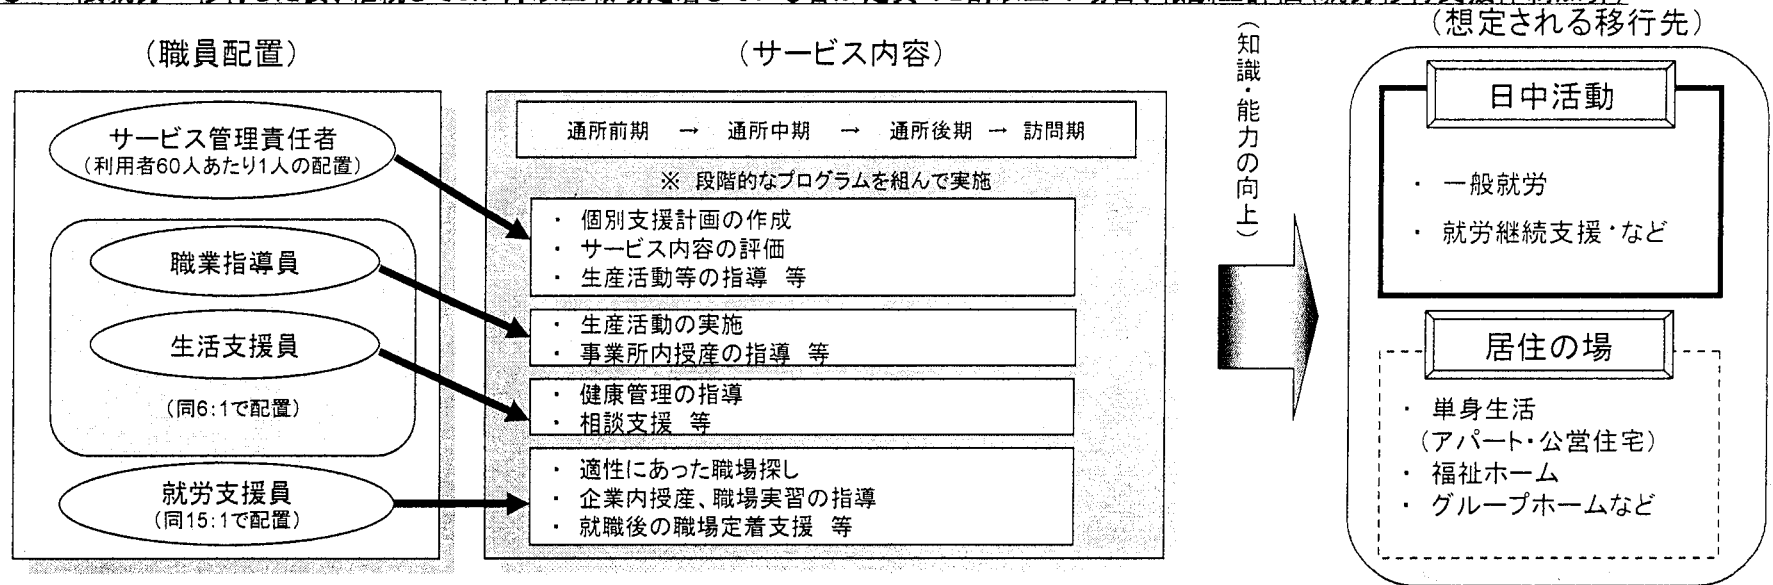 (職員配置)
サービス管理責任者
(利用者60人あたり1人の配置)
職業指導員
生活支援員
(同6:1で配置)
就労支援員
(同15:1で配置)
(サービス内容)
通所前期 → 通所中期 → 通所後期 → 訪問期
※ 段階的なプログラムを組んで実施
・ 個別支援計画の作成
・ サービス内容の評価
・ 生産活動等の指導 等
・ 生産活動の実施
・ 事業所内授産の指導 等
・ 健康管理の指導
・ 相談支援 等
・ 適性にあった職場探し
・ 企業内授産、職場実習の指導
・ 就職後の職場定着支援 等
(知識・能力の向上)
(想定される移行先)
日中活動
・ 一般就労
・ 就労継続支援・など
居住の場
・ 単身生活
(アパート・公営住宅)
・ 福祉ホーム
・ グループホームなど